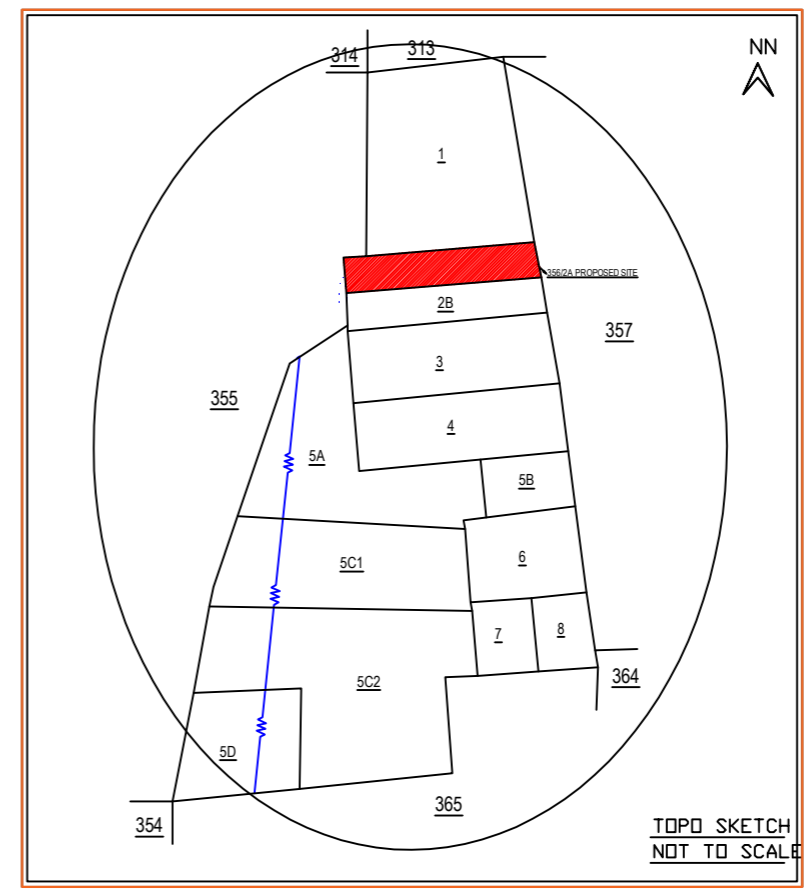 NN
314
313
1
356/2A PROPOSED SITE
2B
357
3
355
4
5A
5B
5C1
6
7
8
5C2
364
5D
365
354
TOPO SKETCH
NOT TO SCALE